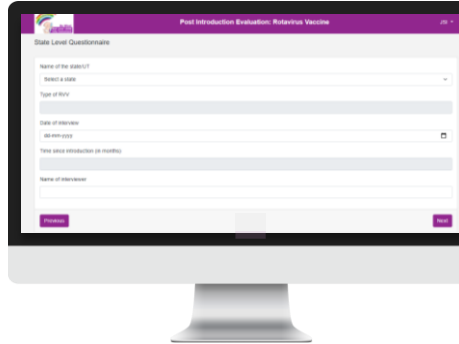 Post Introduction Evaluation: Rotavirus Vaccine
State Level Questionnaire
Name of the state/UT
Select a state
Type of RVV
Date of interview
dd-mm-yyyy
Time since introduction (in months)
Name of interviewer
Previous
Next